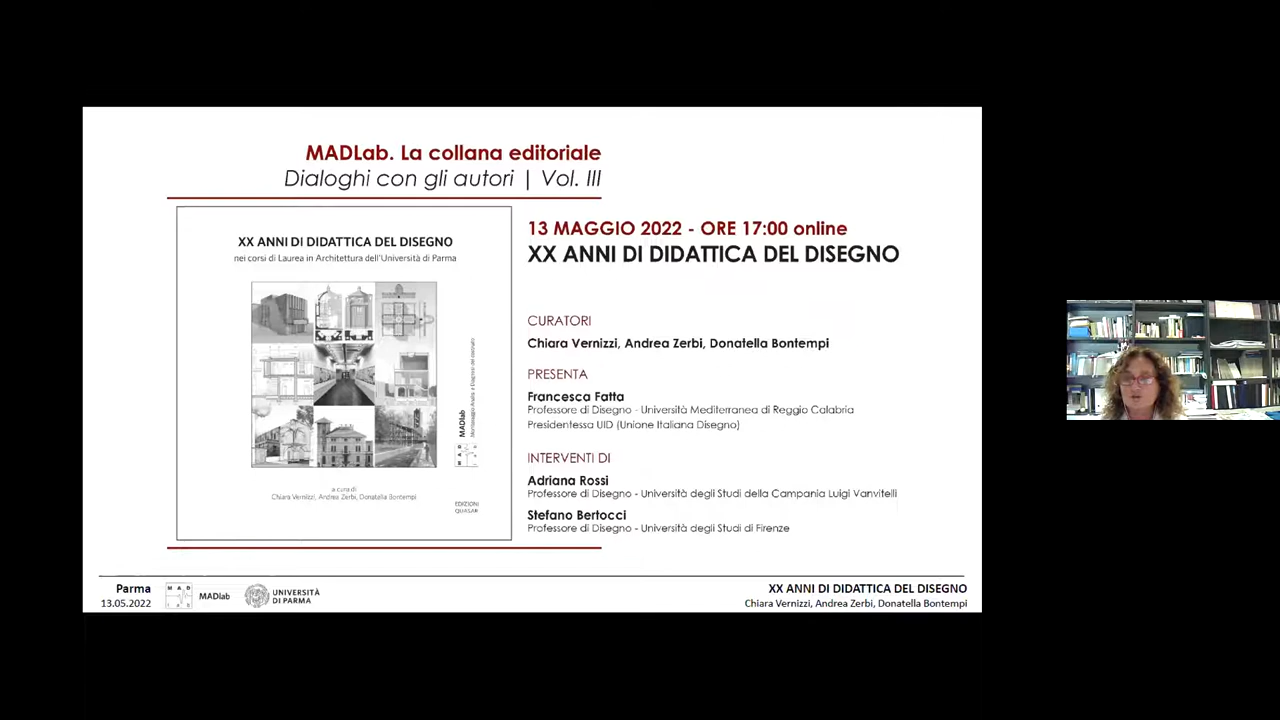 MADLab. La collana editoriale
Dialoghi con gli autori | Vol. III
XX ANNI DI DIDATTICA DEL DISEGNO
nei corsi di Laurea in Architettura dell'Università di Parma
MADlab
a cura di
Chiara Vernizzi, Andrea Zerbi, Donatella Bontempi
EDIZIONI
QUASAR
13 MAGGIO 2022 - ORE 17:00 online
XX ANNI DI DIDATTICA DEL DISEGNO
CURATORI
Chiara Vernizzi, Andrea Zerbi, Donatella Bontempi
PRESENTA
Francesca Fatta
Professore di Disegno - Università Mediterranea di Reggio Calabria
Presidentessa UID (Unione Italiana Disegno)
INTERVENTI DI
Adriana Rossi
Professore di Disegno - Università degli Studi della Campania Luigi Vanvitelli
Stefano Bertocci
Professore di Disegno - Università degli Studi di Firenze
Parma
13.05.2022
MAD
MADlab
UNIVERSITÀ
DI PARMA
XX ANNI DI DIDATTICA DEL DISEGNO
Chiara Vernizzi, Andrea Zerbi, Donatella Bontempi